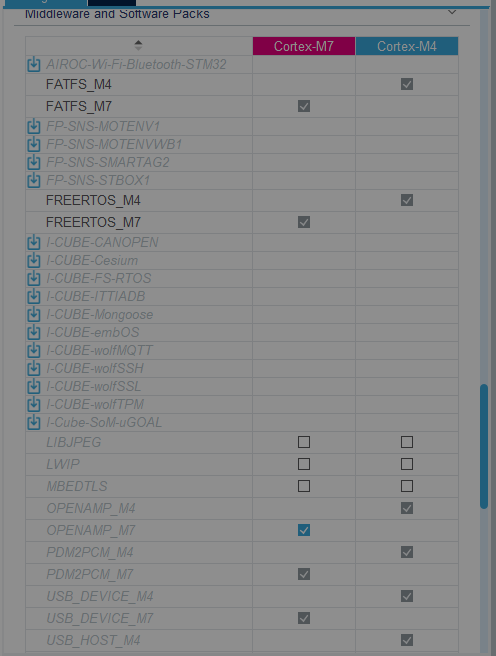 Middleware and Software Packs
Cortex-M7 Cortex-M4
AIROC-Wi-Fi-Bluetooth-STM32
FATFS_M4
FATFS_M7
FP-SNS-MOTENV1
FP-SNS-MOTENVWB1
FP-SNS-SMARTAG2
FP-SNS-STBOX1
FREERTOS_M4
FREERTOS_M7
I-CUBE-CANOPEN
I-CUBE-Cesium
I-CUBE-FS-RTOS
I-CUBE-ITTIADB
I-CUBE-Mongoose
I-CUBE-embOS
I-CUBE-wolfMQTT
I-CUBE-wolfSSH
I-CUBE-wolfSSL
I-CUBE-wolfTPM
I-Cube-SoM-uGOAL
LIBJPEG
LWIP
MBEDTLS
OPENAMP_M4
OPENAMP_M7
PDM2PCM_M4
PDM2PCM_M7
USB_DEVICE_M4
USB_DEVICE_M7
USB_HOST_M4